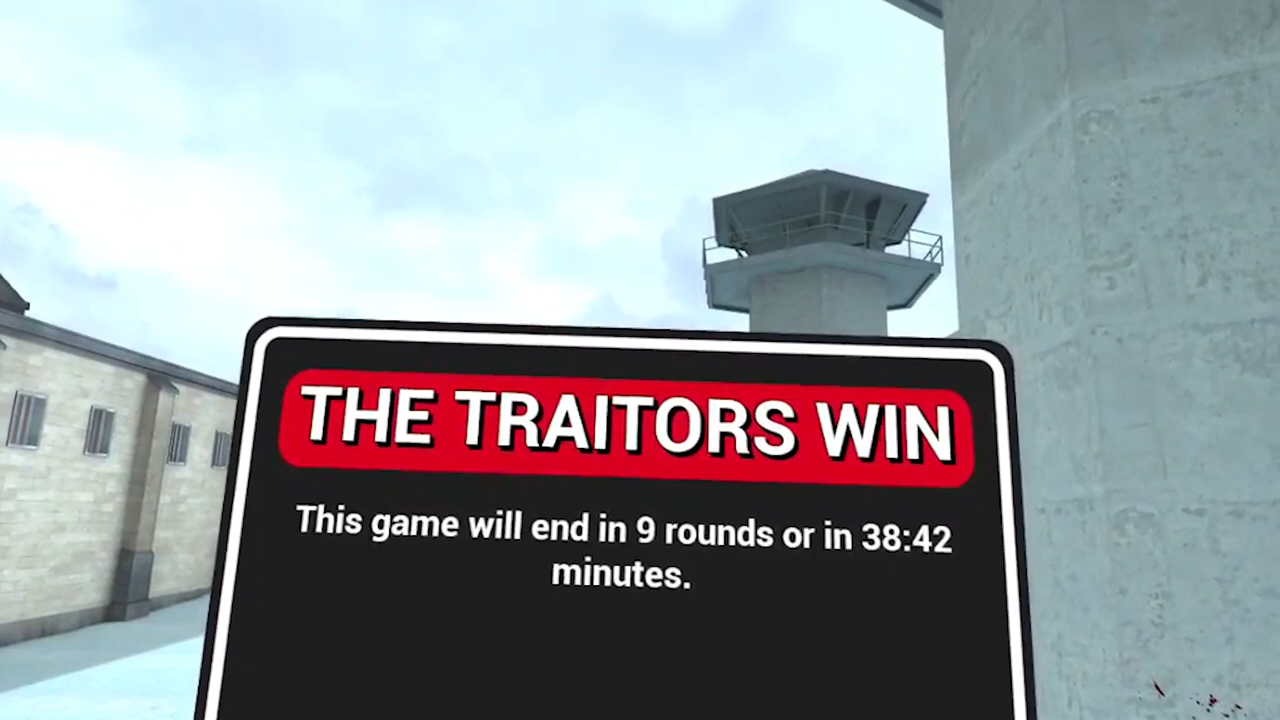 THE TRAITORS WIN
This game will end in 9 rounds or in 38:42
minutes.